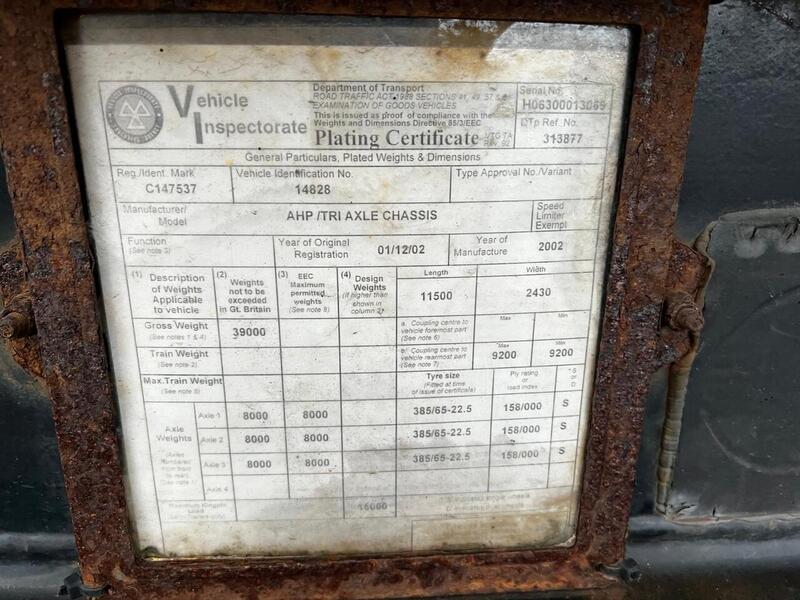 Vehicle
Inspectorate
Department of Transport
ROAD TRAFFIC ACT 1988 SECTIONS 41, 49, 57 &
EXAMINATION OF GOODS VEHICLES
This is issued as proof of compliance with the
Weights and Dimensions Directive 85/3/EEC
Plating Certificate
VTG 7A
Serial No.
H06300013069
DTp Ref. No.
313877
General Particulars, Plated Weights & Dimensions
Reg./Ident. Mark
C147537
Vehicle Identification No.
14828
Type Approval No./Variant
Manufacturer/
Model
AHP /TRI AXLE CHASSIS
Speed
Limiter
Exempt
Function
(See note 3)
Year of Original
Registration
01/12/02
Year of
Manufacture
2002
(1) Description
of Weights
Applicable
to vehicle
(2) Weights
not to be
exceeded
in Gt. Britain
(3) EEC
Maximum
permitted
weights
(See note 8)
(4) Design
Weights
(if higher than
shown in
column 2)
Length
11500
Width
2430
Gross Weight
(See notes 1 & 4)
39000
a. Coupling centre to
vehicle foremost part
(See note 6)
Max
Min
Train Weight
(See note 2)
b. Coupling centre to
vehicle rearmost part
(See note 7)
Max
9200
Min
9200
Max.Train Weight
(See note 5)
Tyre size
(Fitted at time
of issue of certificate)
Ply rating
or
load index
*S
or
D
Axle
Weights
Axle 1 8000 8000 385/65-22.5 158/000 S
Axle 2 8000 8000 385/65-22.5 158/000 S
Axle 3 8000 8000 385/65-22.5 158/000 S
Axle 4
Maximum Kingpin
Load